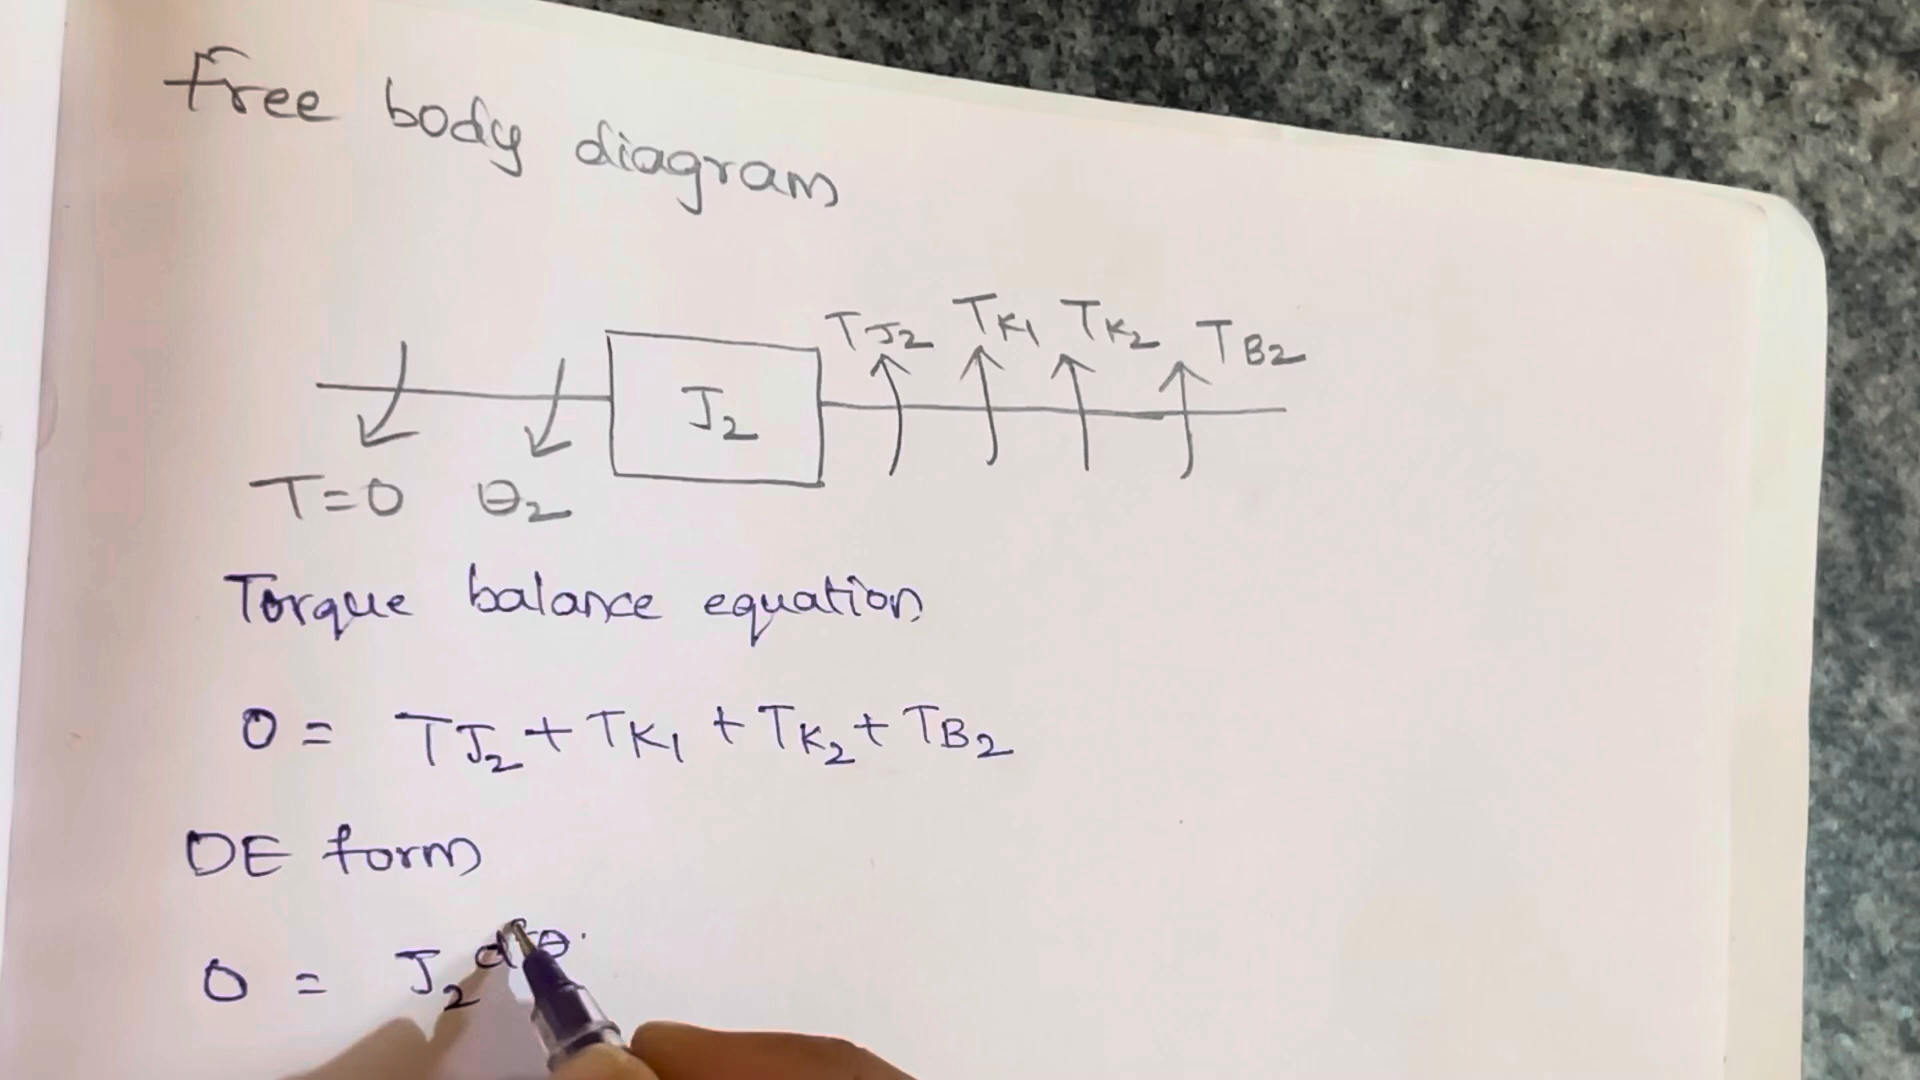 Free body diagram
TJ2 TK1 TK2 TB2
J2
T=0 θ2
Torque balance equation
0 = TJ2 + TK1 + TK2 + TB2
DE form
0 = J2 d²θ